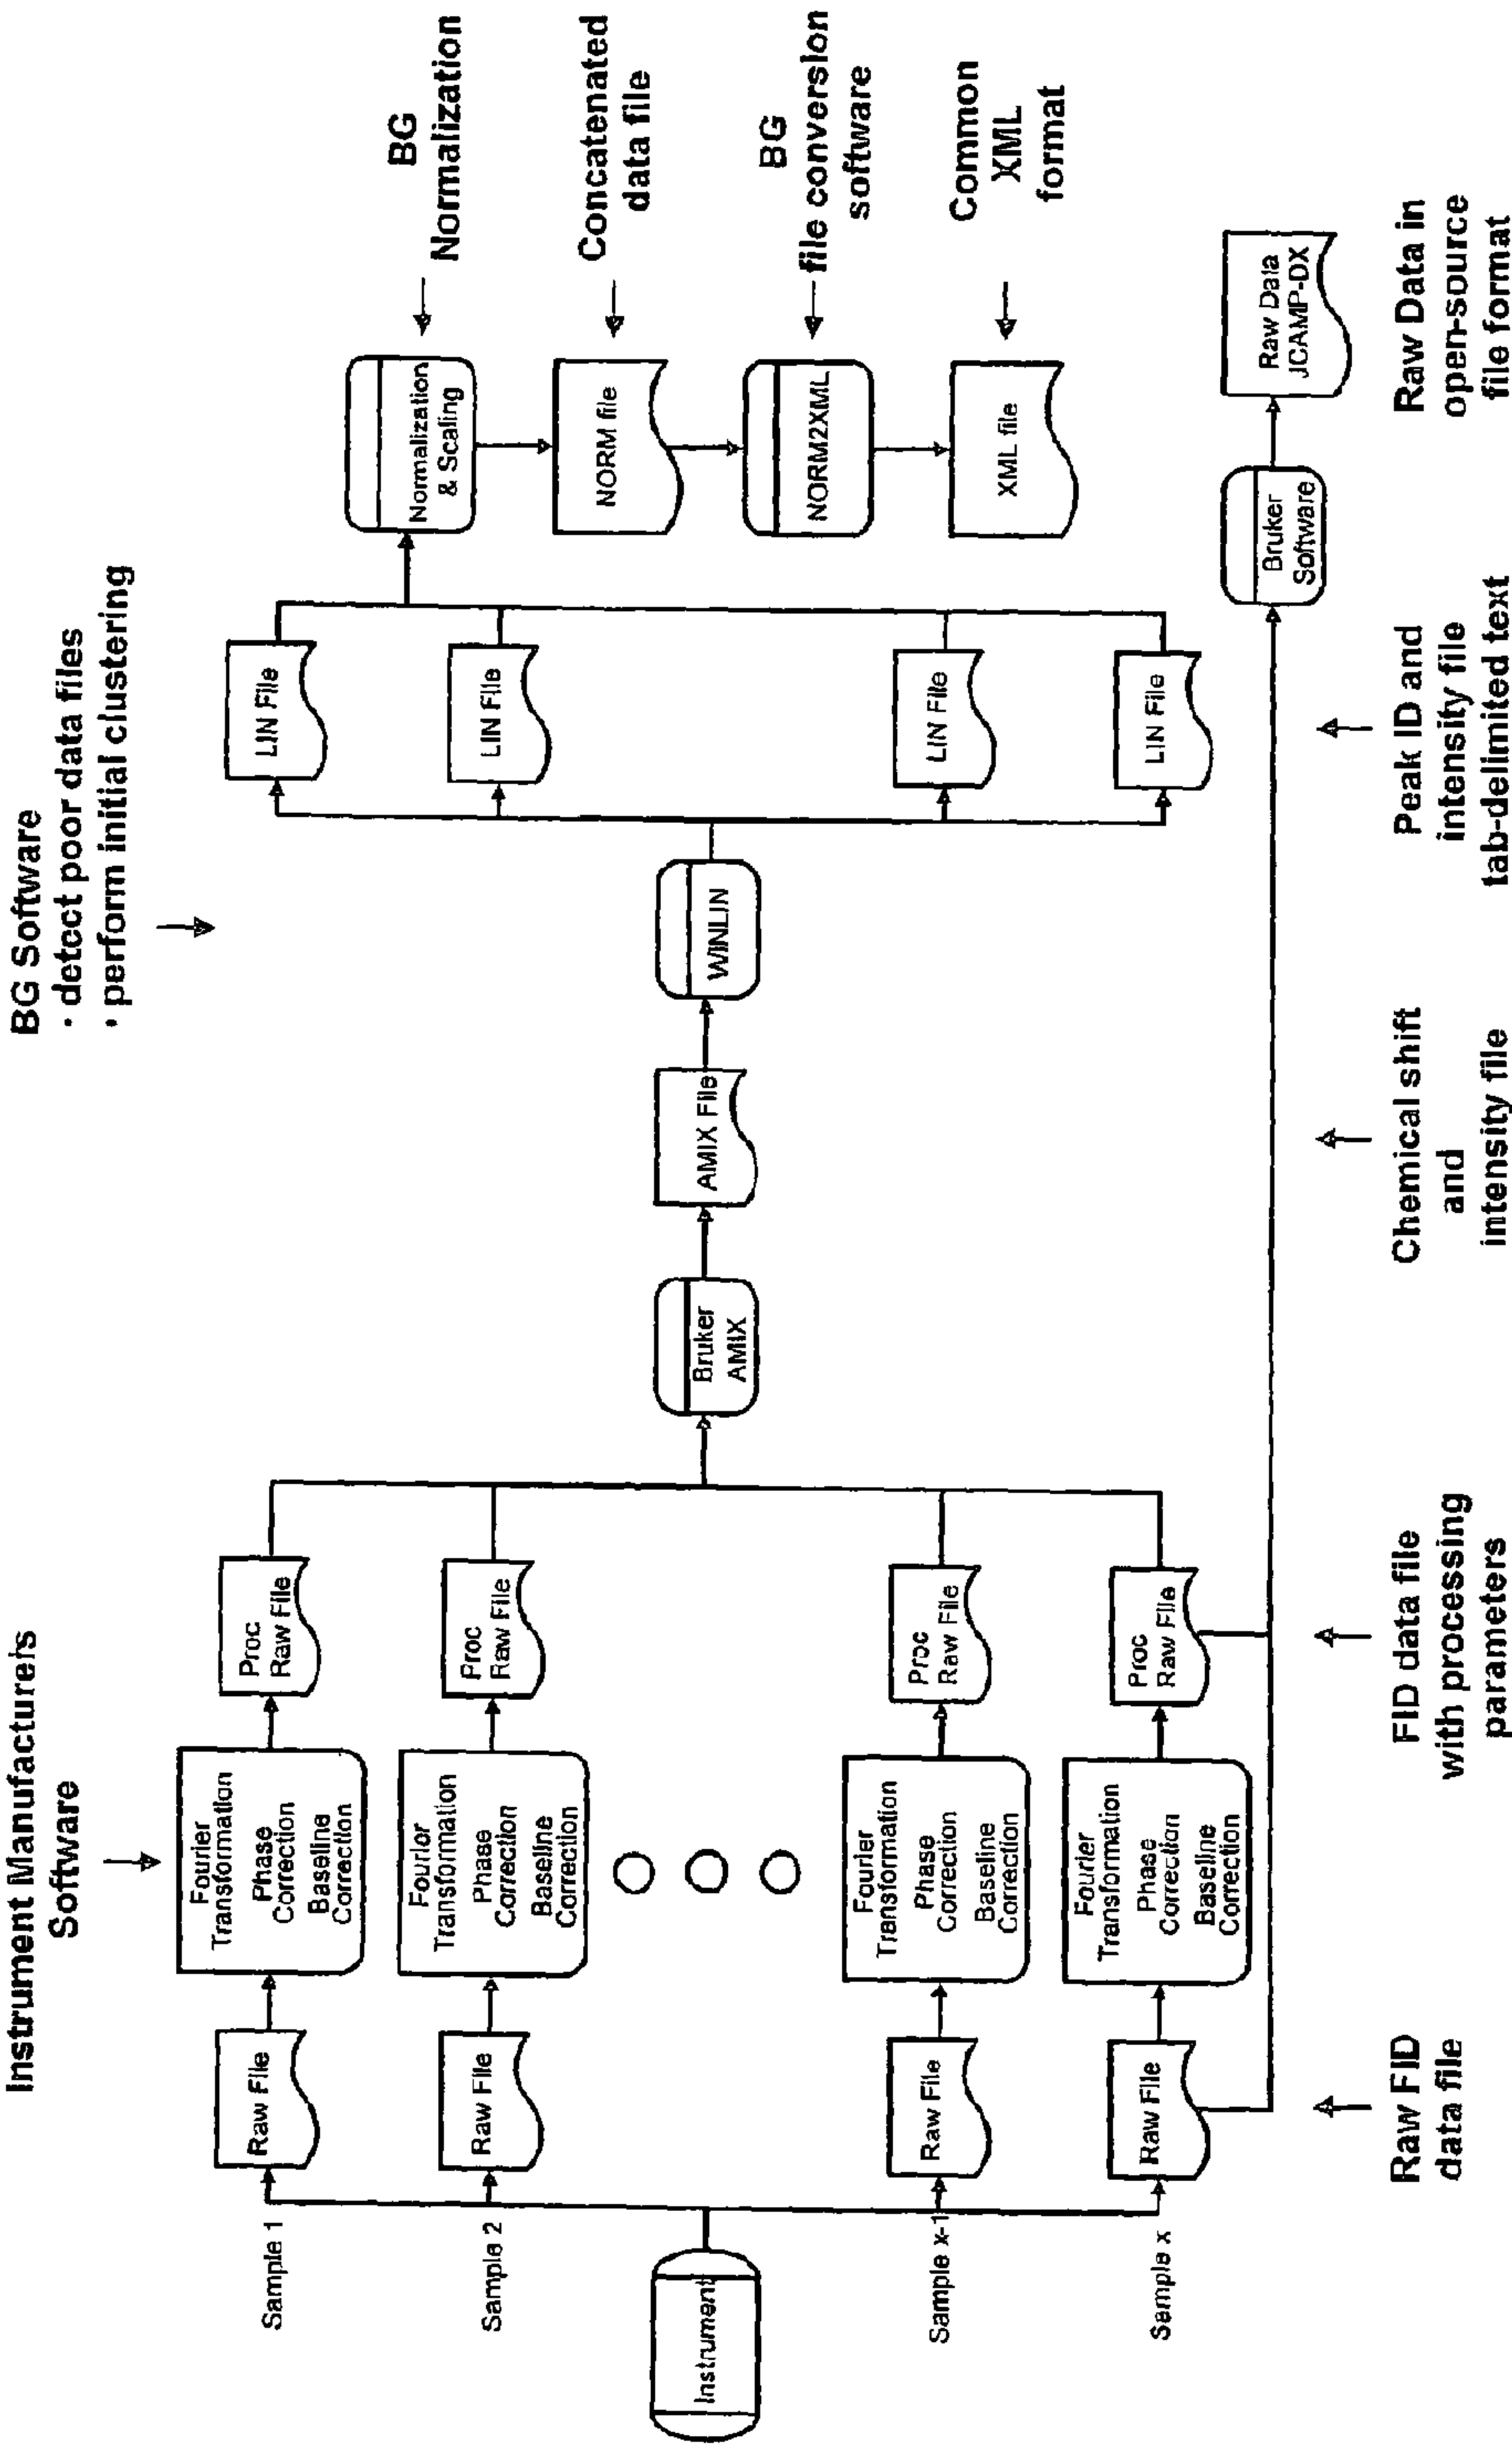 Instrument Manufacturers
Software
BG Software
· detect poor data files
· perform initial clustering
Sample 1
Raw File
Fourier
Transformation
Phase
Correction
Baseline
Correction
Proc
Raw File
LIN File
Sample 2
Raw File
Fourier
Transformation
Phase
Correction
Baseline
Correction
Proc
Raw File
LIN File
Instrument
Bruker
AMIX
AMIX File
WINLIN
Sample x-1
Raw File
Fourier
Transformation
Phase
Correction
Baseline
Correction
Proc
Raw File
LIN File
Sample x
Raw File
Fourier
Transformation
Phase
Correction
Baseline
Correction
Proc
Raw File
LIN File
Normalization
& Scaling
BG
Normalization
NORM file
Concatenated
data file
NORM2XML
BG
file conversion
software
XML file
Common
XML
format
Bruker
Software
Raw Data
JCAMP-DX
Raw FID
data file
FID data file
with processing
parameters
Chemical shift
and
intensity file
Peak ID and
intensity file
tab-delimited text
Raw Data in
open-source
file format